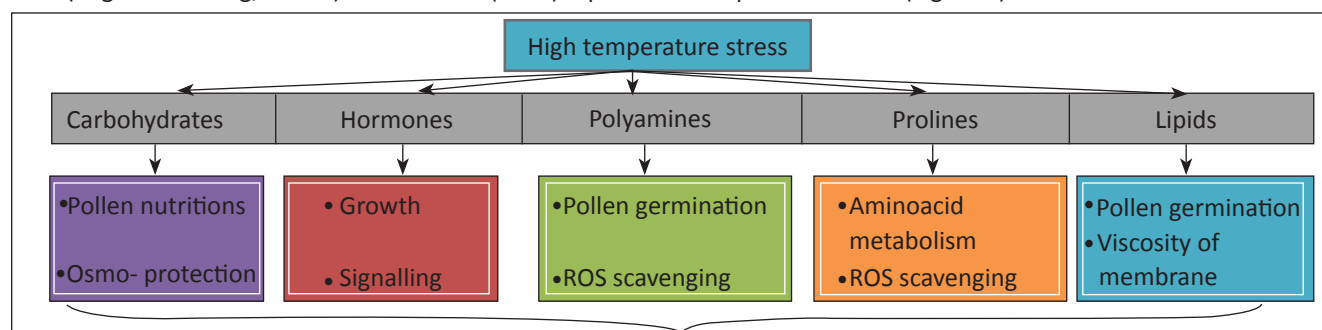 High temperature stress
Carbohydrates
Hormones
Polyamines
Prolines
Lipids
•Pollen nutritions
•Osmo- protection
• Growth
• Signalling
•Pollen germination
•ROS scavenging
•Aminoacid
metabolism
•ROS scavenging
•Pollen germination
•Viscosity of
membrane